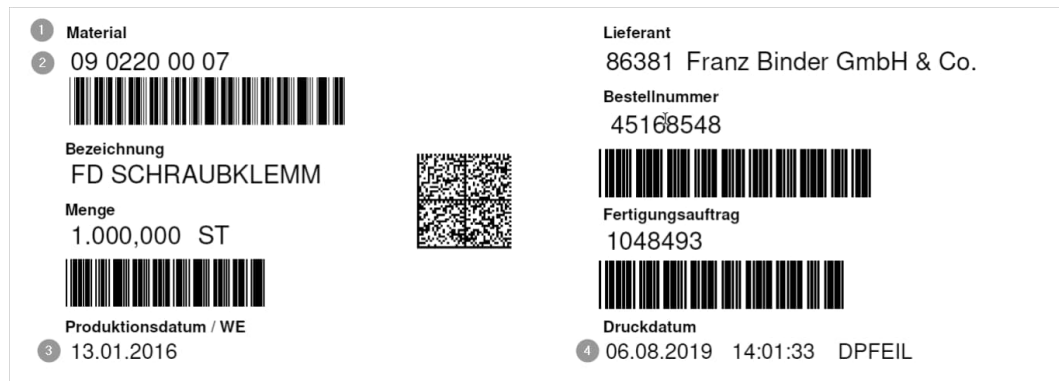 1 Material
2 09 0220 00 07
Bezeichnung
FD SCHRAUBKLEMM
Menge
1.000,000 ST
Produktionsdatum / WE
3 13.01.2016
Lieferant
86381 Franz Binder GmbH & Co.
Bestellnummer
45168548
Fertigungsauftrag
1048493
Druckdatum
4 06.08.2019 14:01:33 DPFEIL